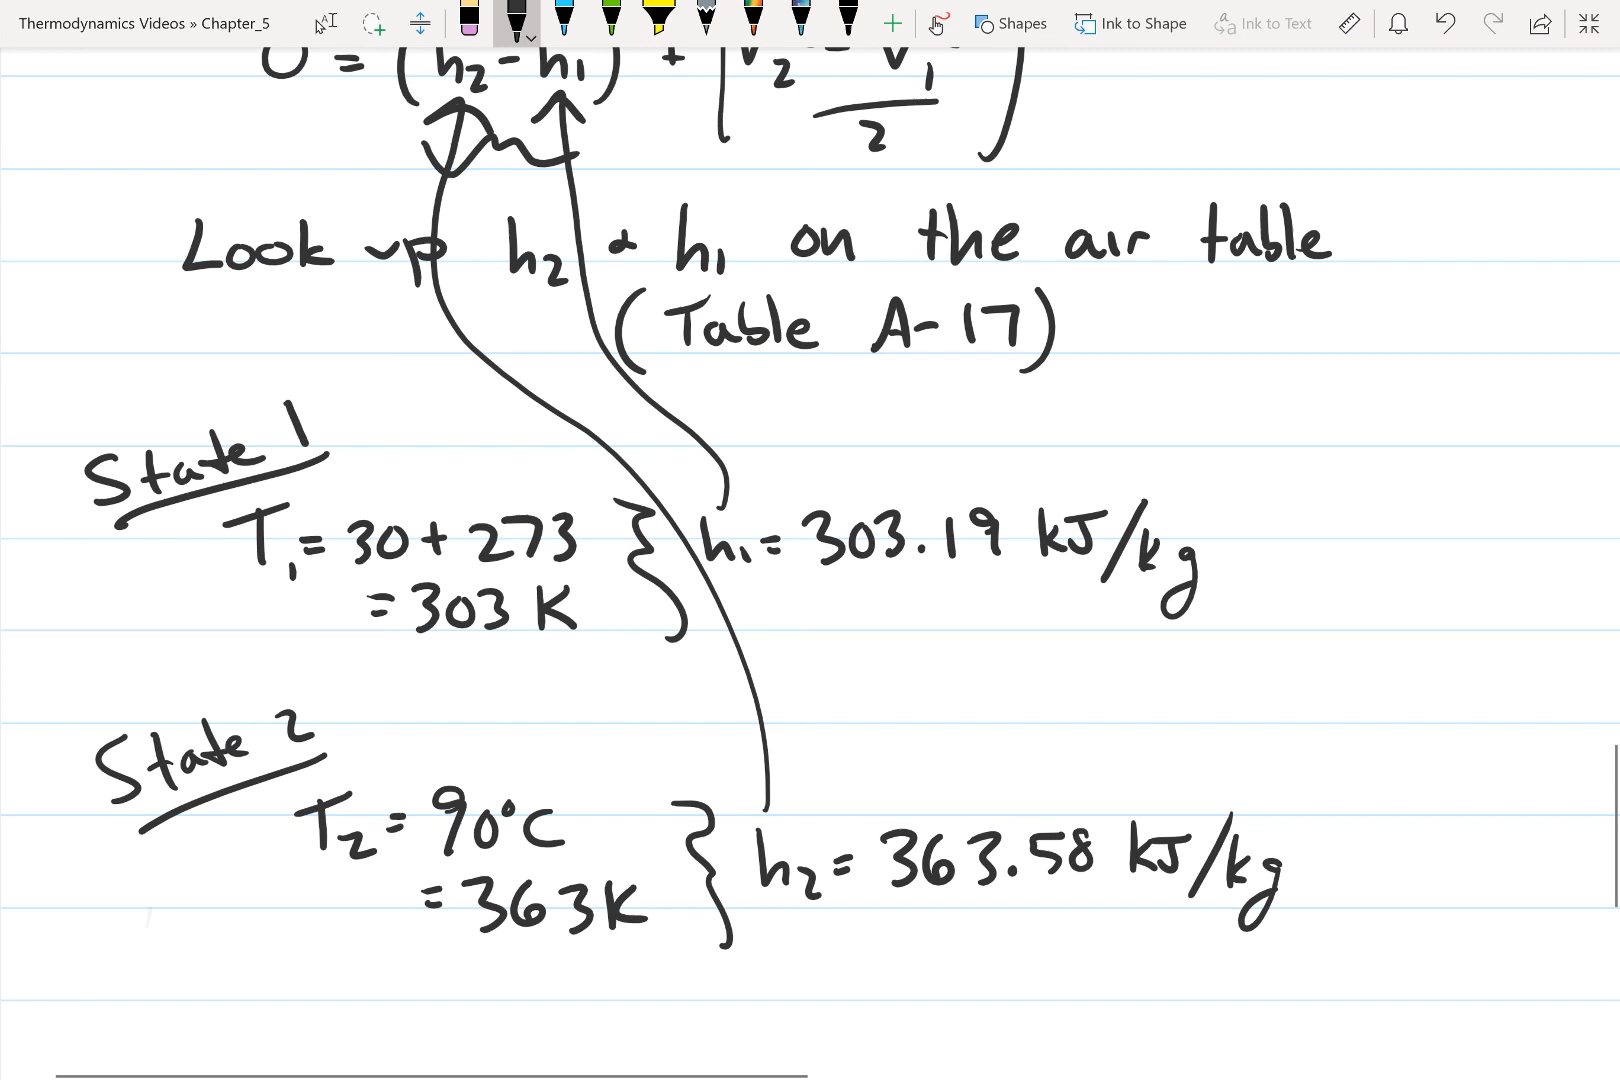 Thermodynamics Videos » Chapter_5
Shapes
Ink to Shape
Ink to Text
0 = (h₂ - h₁) + (V₂² - V₁² / 2)
Look up h₂ & h₁ on the air table
(Table A-17)
State 1
T₁ = 30 + 273
= 303 K
h₁ = 303.19 kJ/kg
State 2
T₂ = 90°C
= 363 K
h₂ = 363.58 kJ/kg